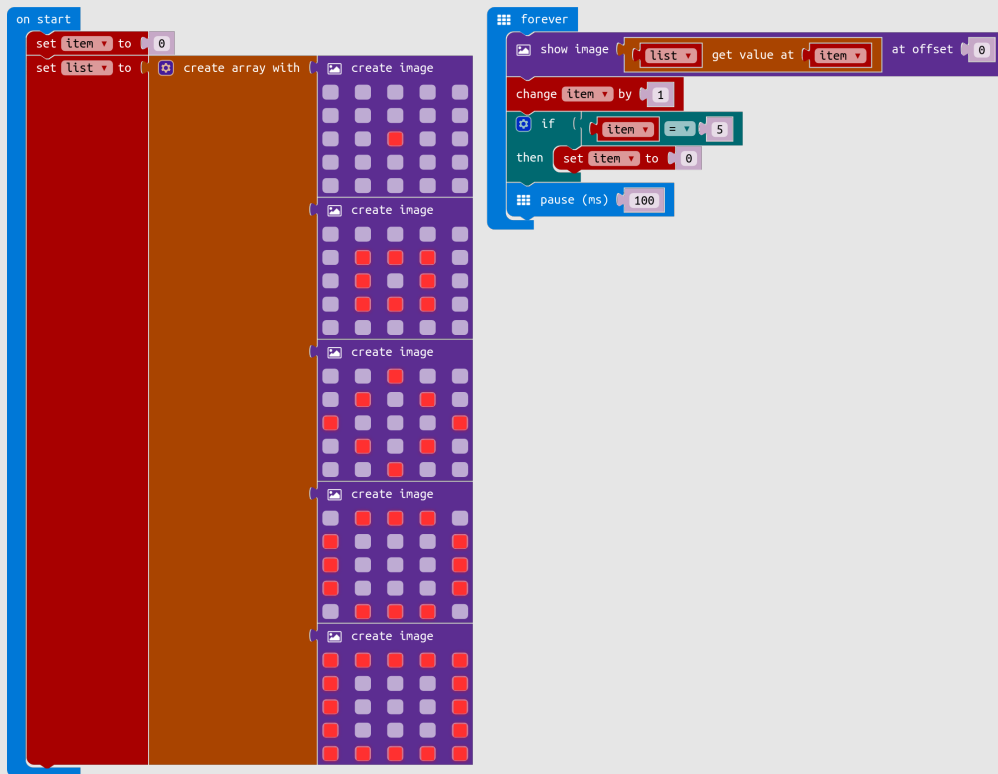 on start
set item ▾ to 0
set list ▾ to create array with create image
create image
create image
create image
create image
forever
show image list ▾ get value at item ▾ at offset 0
change item ▾ by 1
if item ▾ = ▾ 5
then set item ▾ to 0
pause (ms) 100